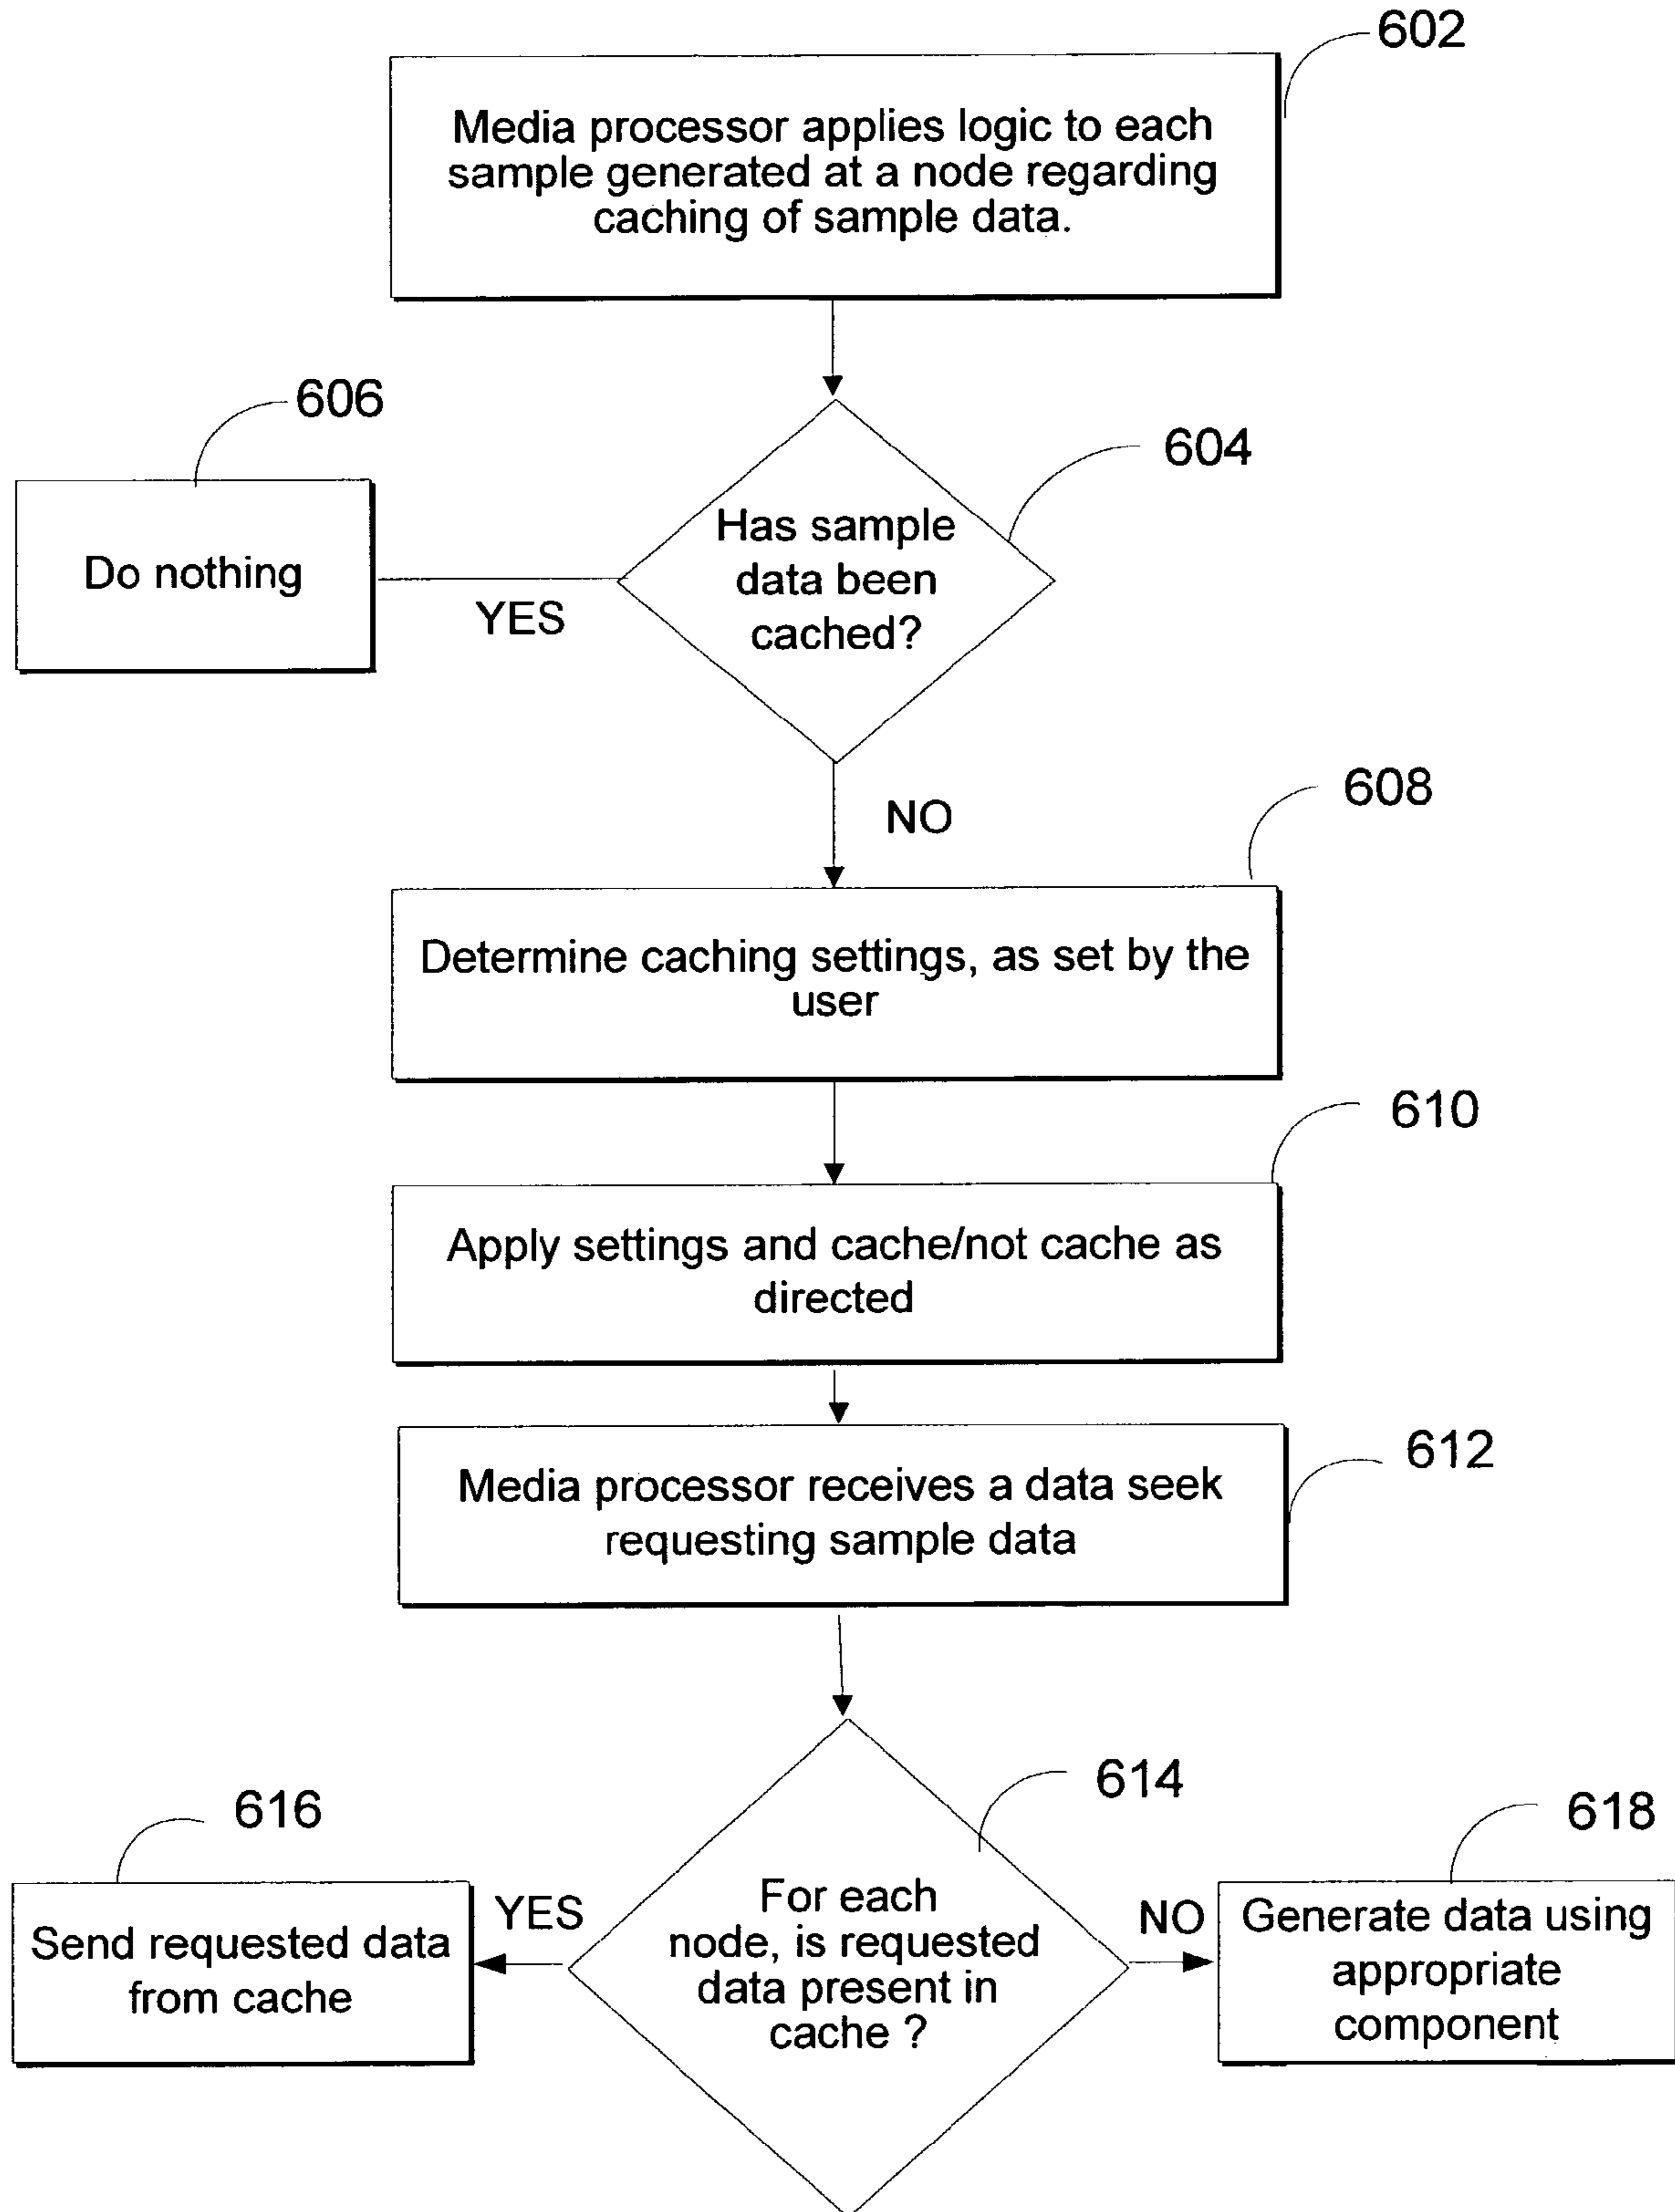 602
Media processor applies logic to each
sample generated at a node regarding
caching of sample data.
606
604
Has sample
data been
cached?
Do nothing
YES
NO
608
Determine caching settings, as set by the
user
610
Apply settings and cache/not cache as
directed
612
Media processor receives a data seek
requesting sample data
614
616
618
For each
node, is requested
data present in
cache ?
YES
NO
Send requested data
from cache
Generate data using
appropriate
component